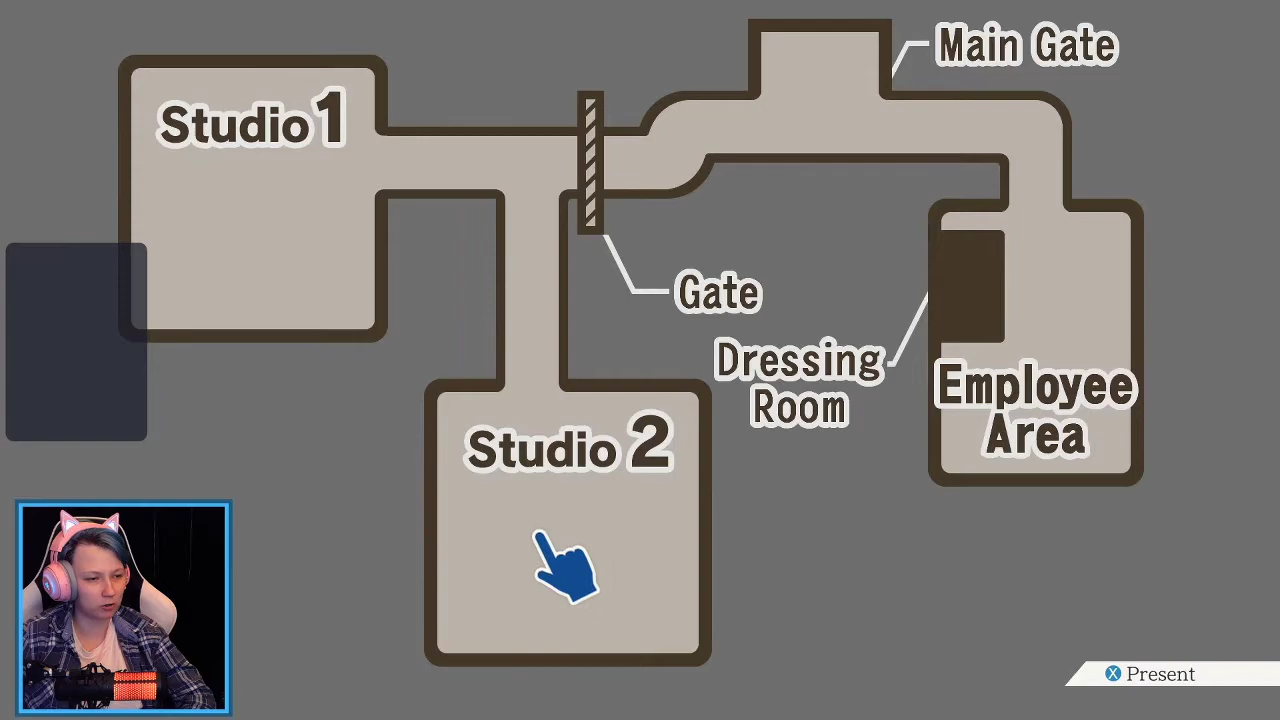 Main Gate
Studio 1
Gate
Dressing
Room
Employee
Area
Studio 2
X Present